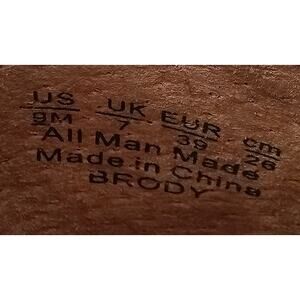 US UK EUR cm
9M 7 39 26
All Man Made
Made in China
BRODY